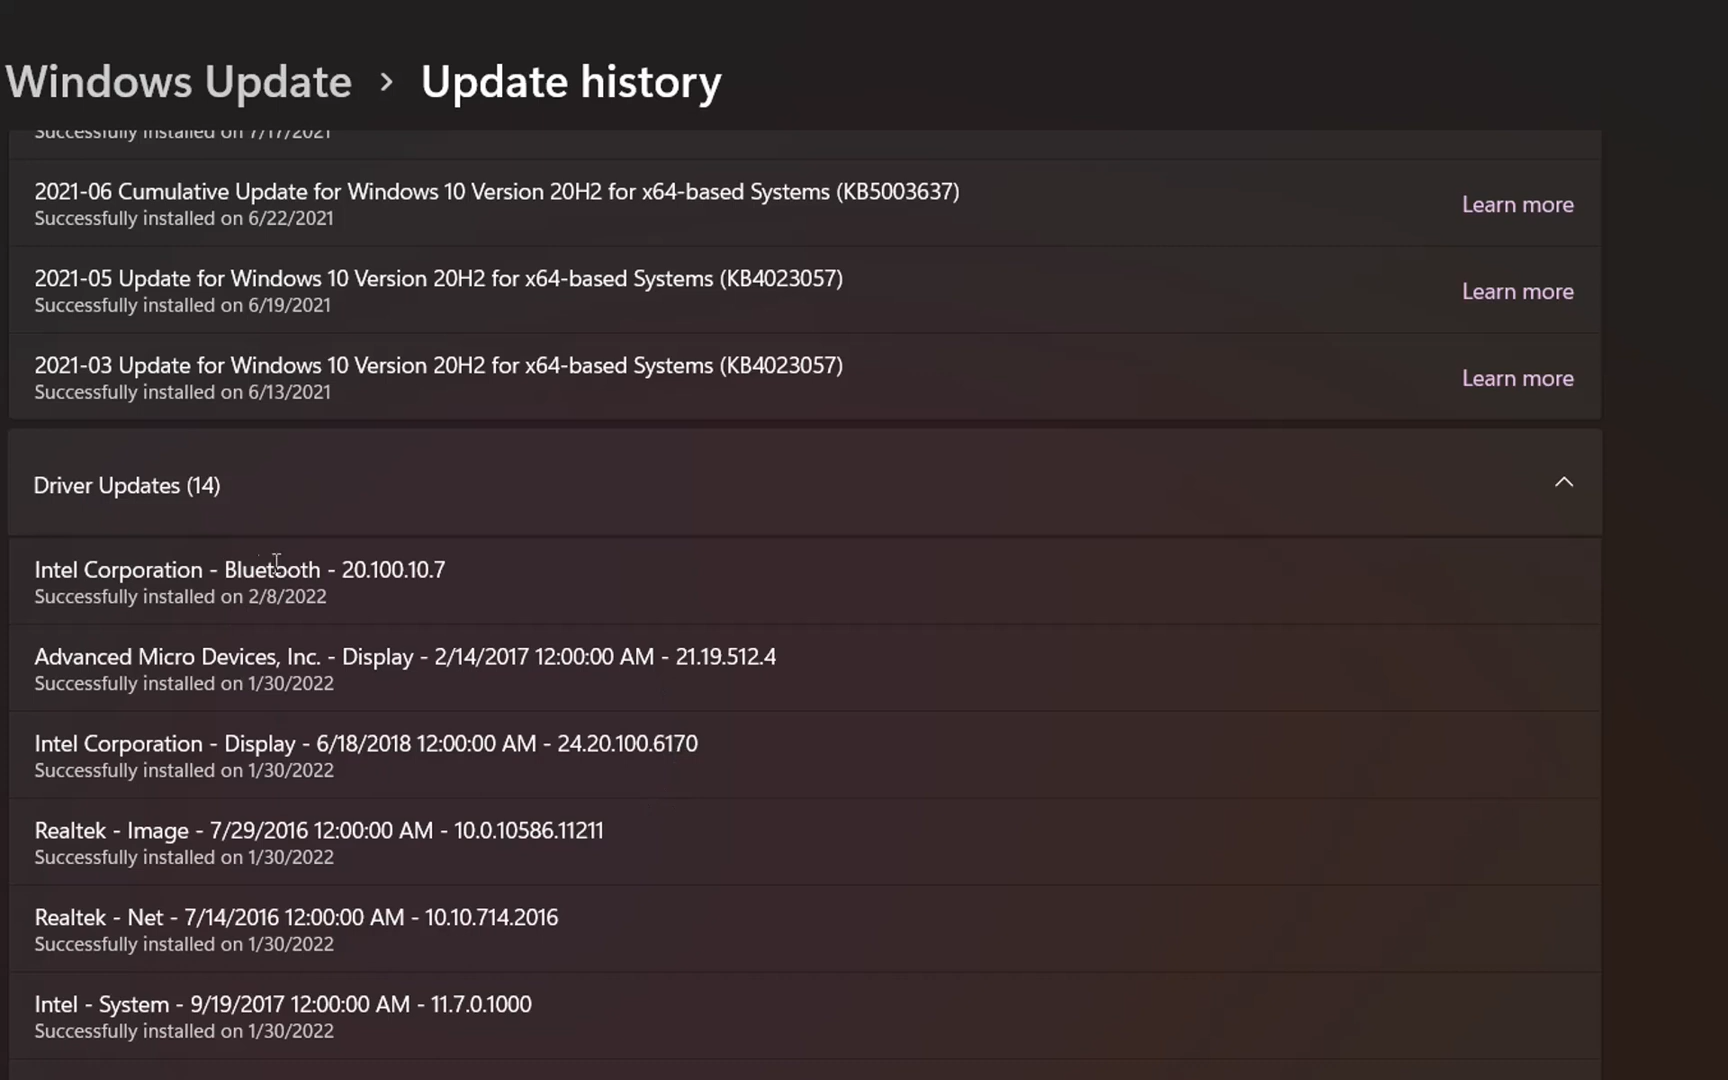 Windows Update > Update history
Successfully installed on 7/17/2021
2021-06 Cumulative Update for Windows 10 Version 20H2 for x64-based Systems (KB5003637)
Successfully installed on 6/22/2021
Learn more
2021-05 Update for Windows 10 Version 20H2 for x64-based Systems (KB4023057)
Successfully installed on 6/19/2021
Learn more
2021-03 Update for Windows 10 Version 20H2 for x64-based Systems (KB4023057)
Successfully installed on 6/13/2021
Learn more
Driver Updates (14)
Intel Corporation - Bluetooth - 20.100.10.7
Successfully installed on 2/8/2022
Advanced Micro Devices, Inc. - Display - 2/14/2017 12:00:00 AM - 21.19.512.4
Successfully installed on 1/30/2022
Intel Corporation - Display - 6/18/2018 12:00:00 AM - 24.20.100.6170
Successfully installed on 1/30/2022
Realtek - Image - 7/29/2016 12:00:00 AM - 10.0.10586.11211
Successfully installed on 1/30/2022
Realtek - Net - 7/14/2016 12:00:00 AM - 10.10.714.2016
Successfully installed on 1/30/2022
Intel - System - 9/19/2017 12:00:00 AM - 11.7.0.1000
Successfully installed on 1/30/2022